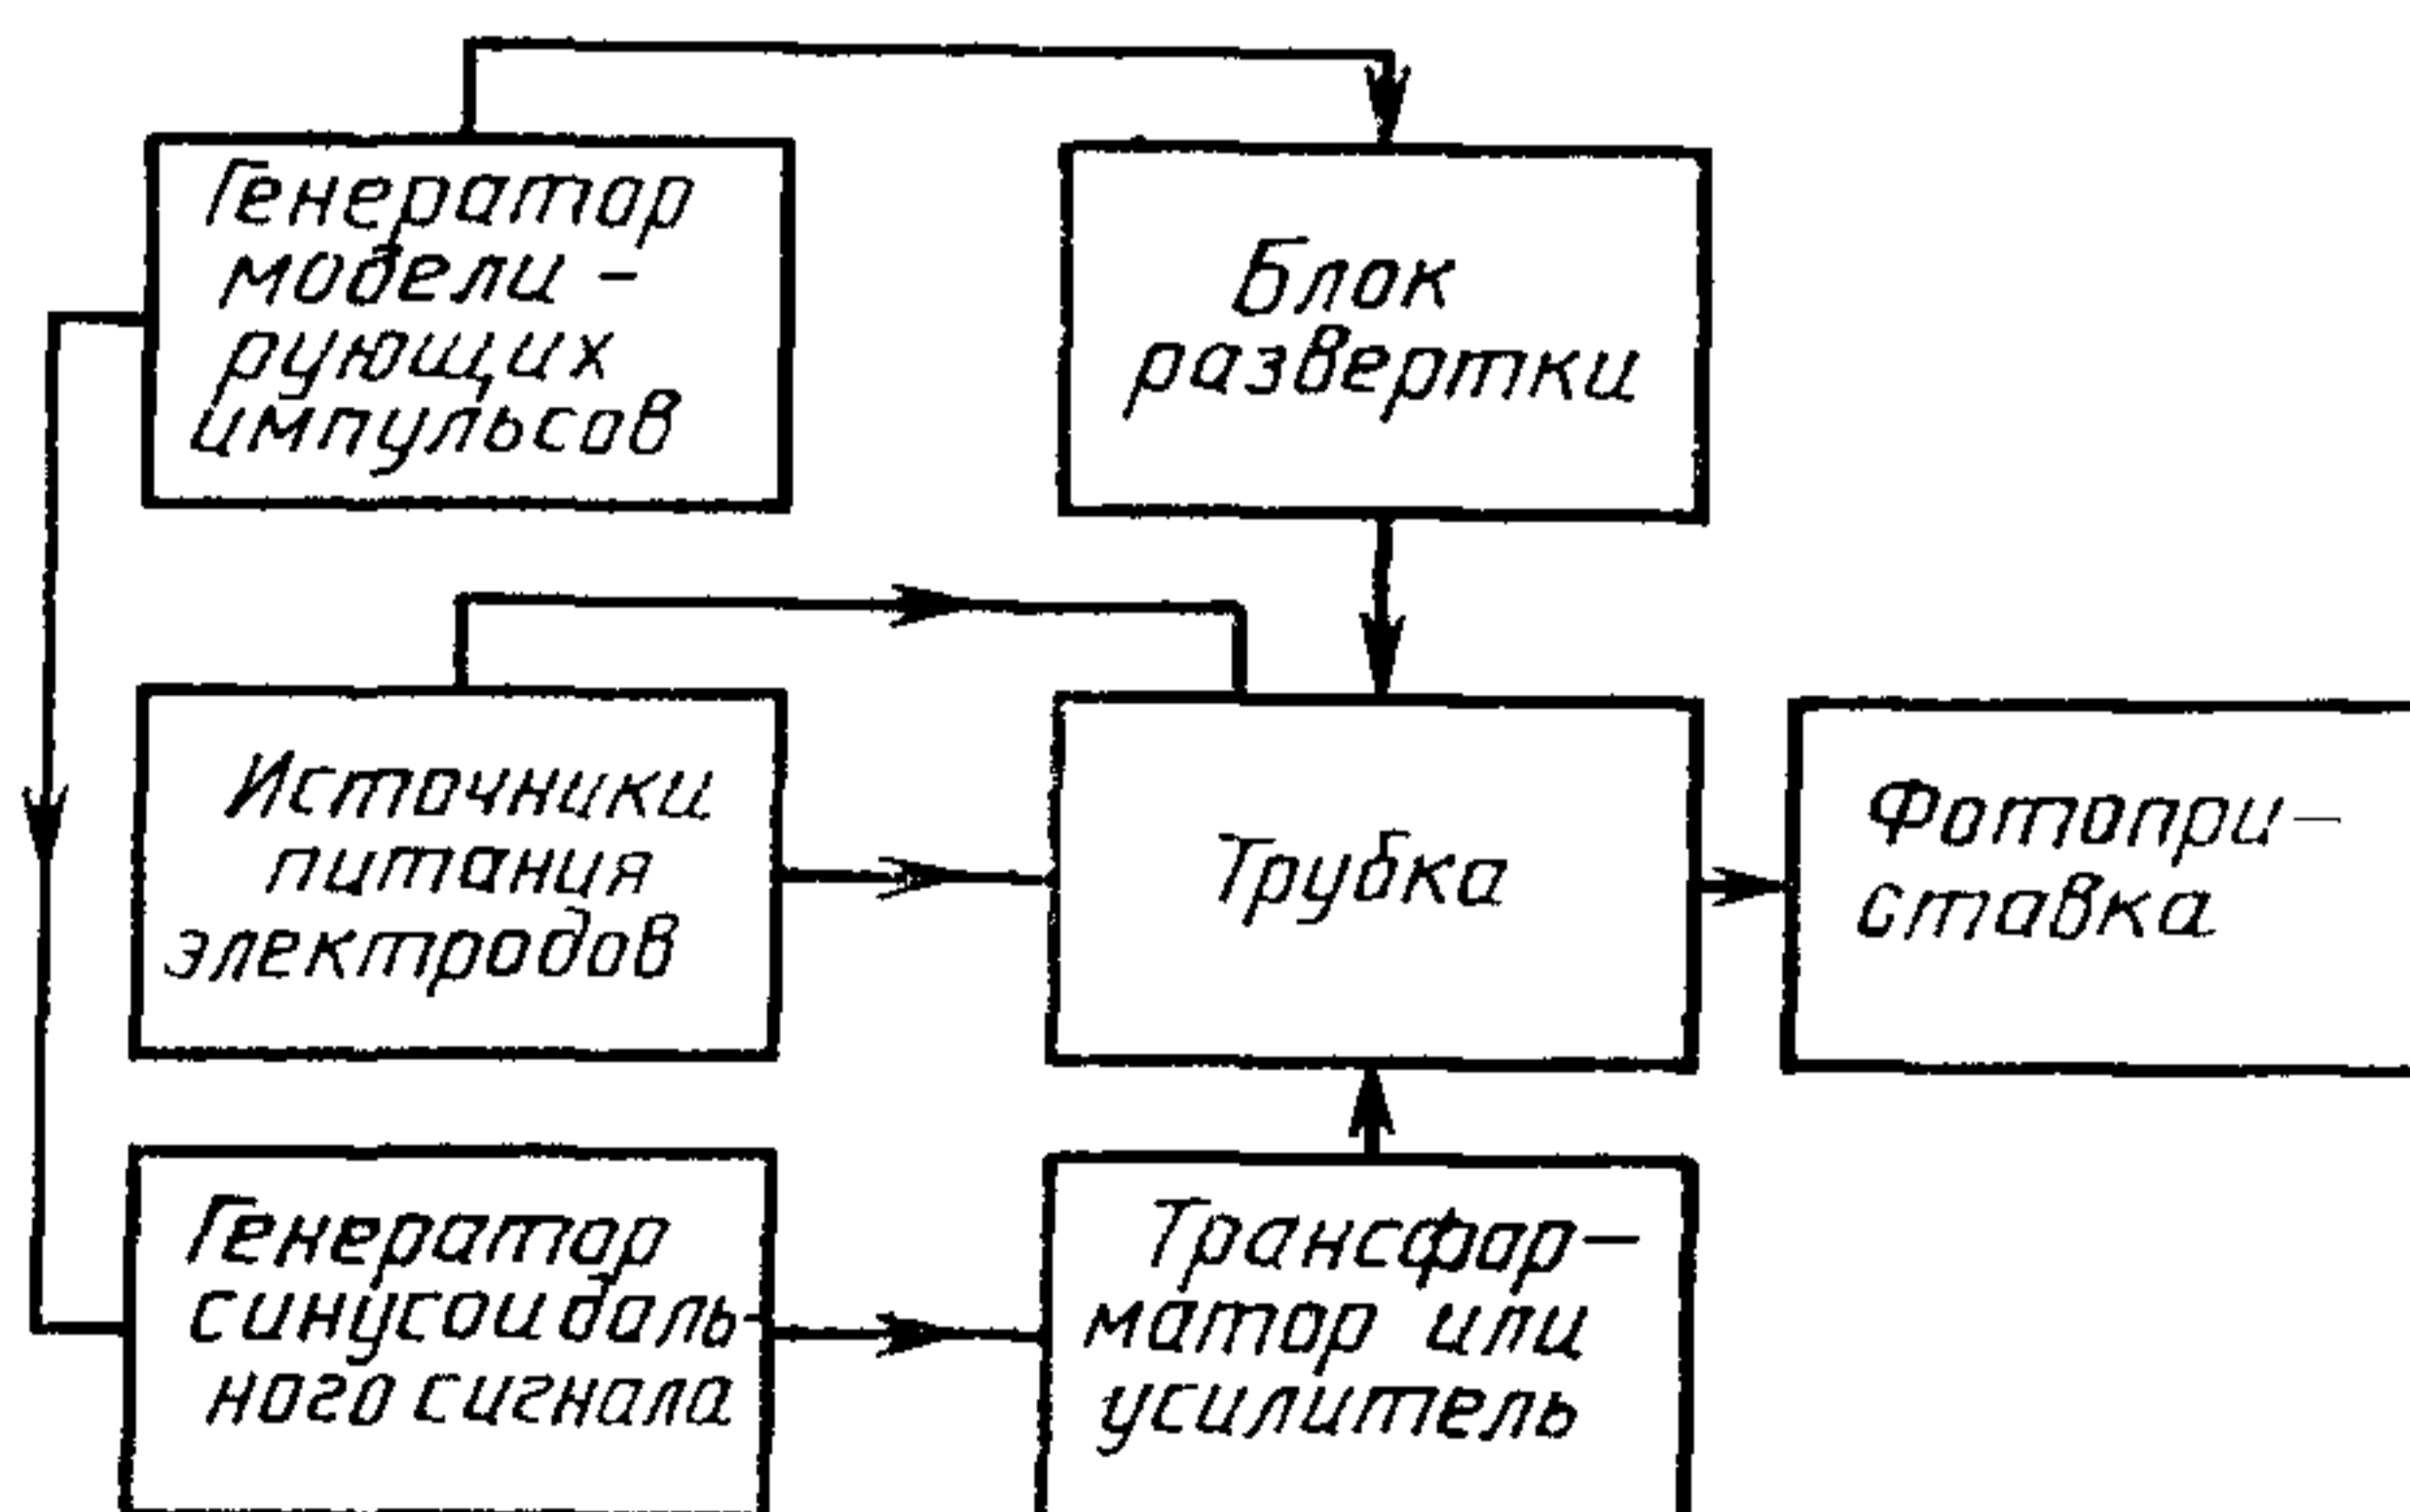 Генератор
модели-
рующих
импульсов
Блок
развертки
Источники
питания
электродов
Трубка
Фотопри-
ставка
Генератор
синусоидаль-
ного сигнала
Трансфор-
матор или
усилитель